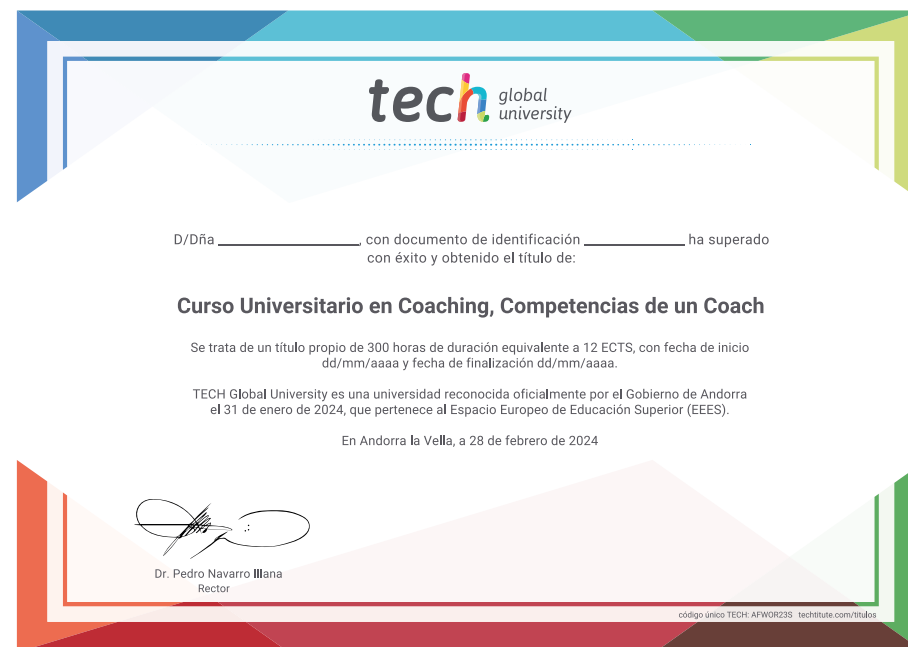 tech global university
D/Dña ____________________, con documento de identificación ______________ ha superado
con éxito y obtenido el título de:
Curso Universitario en Coaching, Competencias de un Coach
Se trata de un título propio de 300 horas de duración equivalente a 12 ECTS, con fecha de inicio
dd/mm/aaaa y fecha de finalización dd/mm/aaaa.
TECH Global University es una universidad reconocida oficialmente por el Gobierno de Andorra
el 31 de enero de 2024, que pertenece al Espacio Europeo de Educación Superior (EEES).
En Andorra la Vella, a 28 de febrero de 2024
Dr. Pedro Navarro Illana
Rector
código único TECH: AFWOR23S techtitute.com/titulos